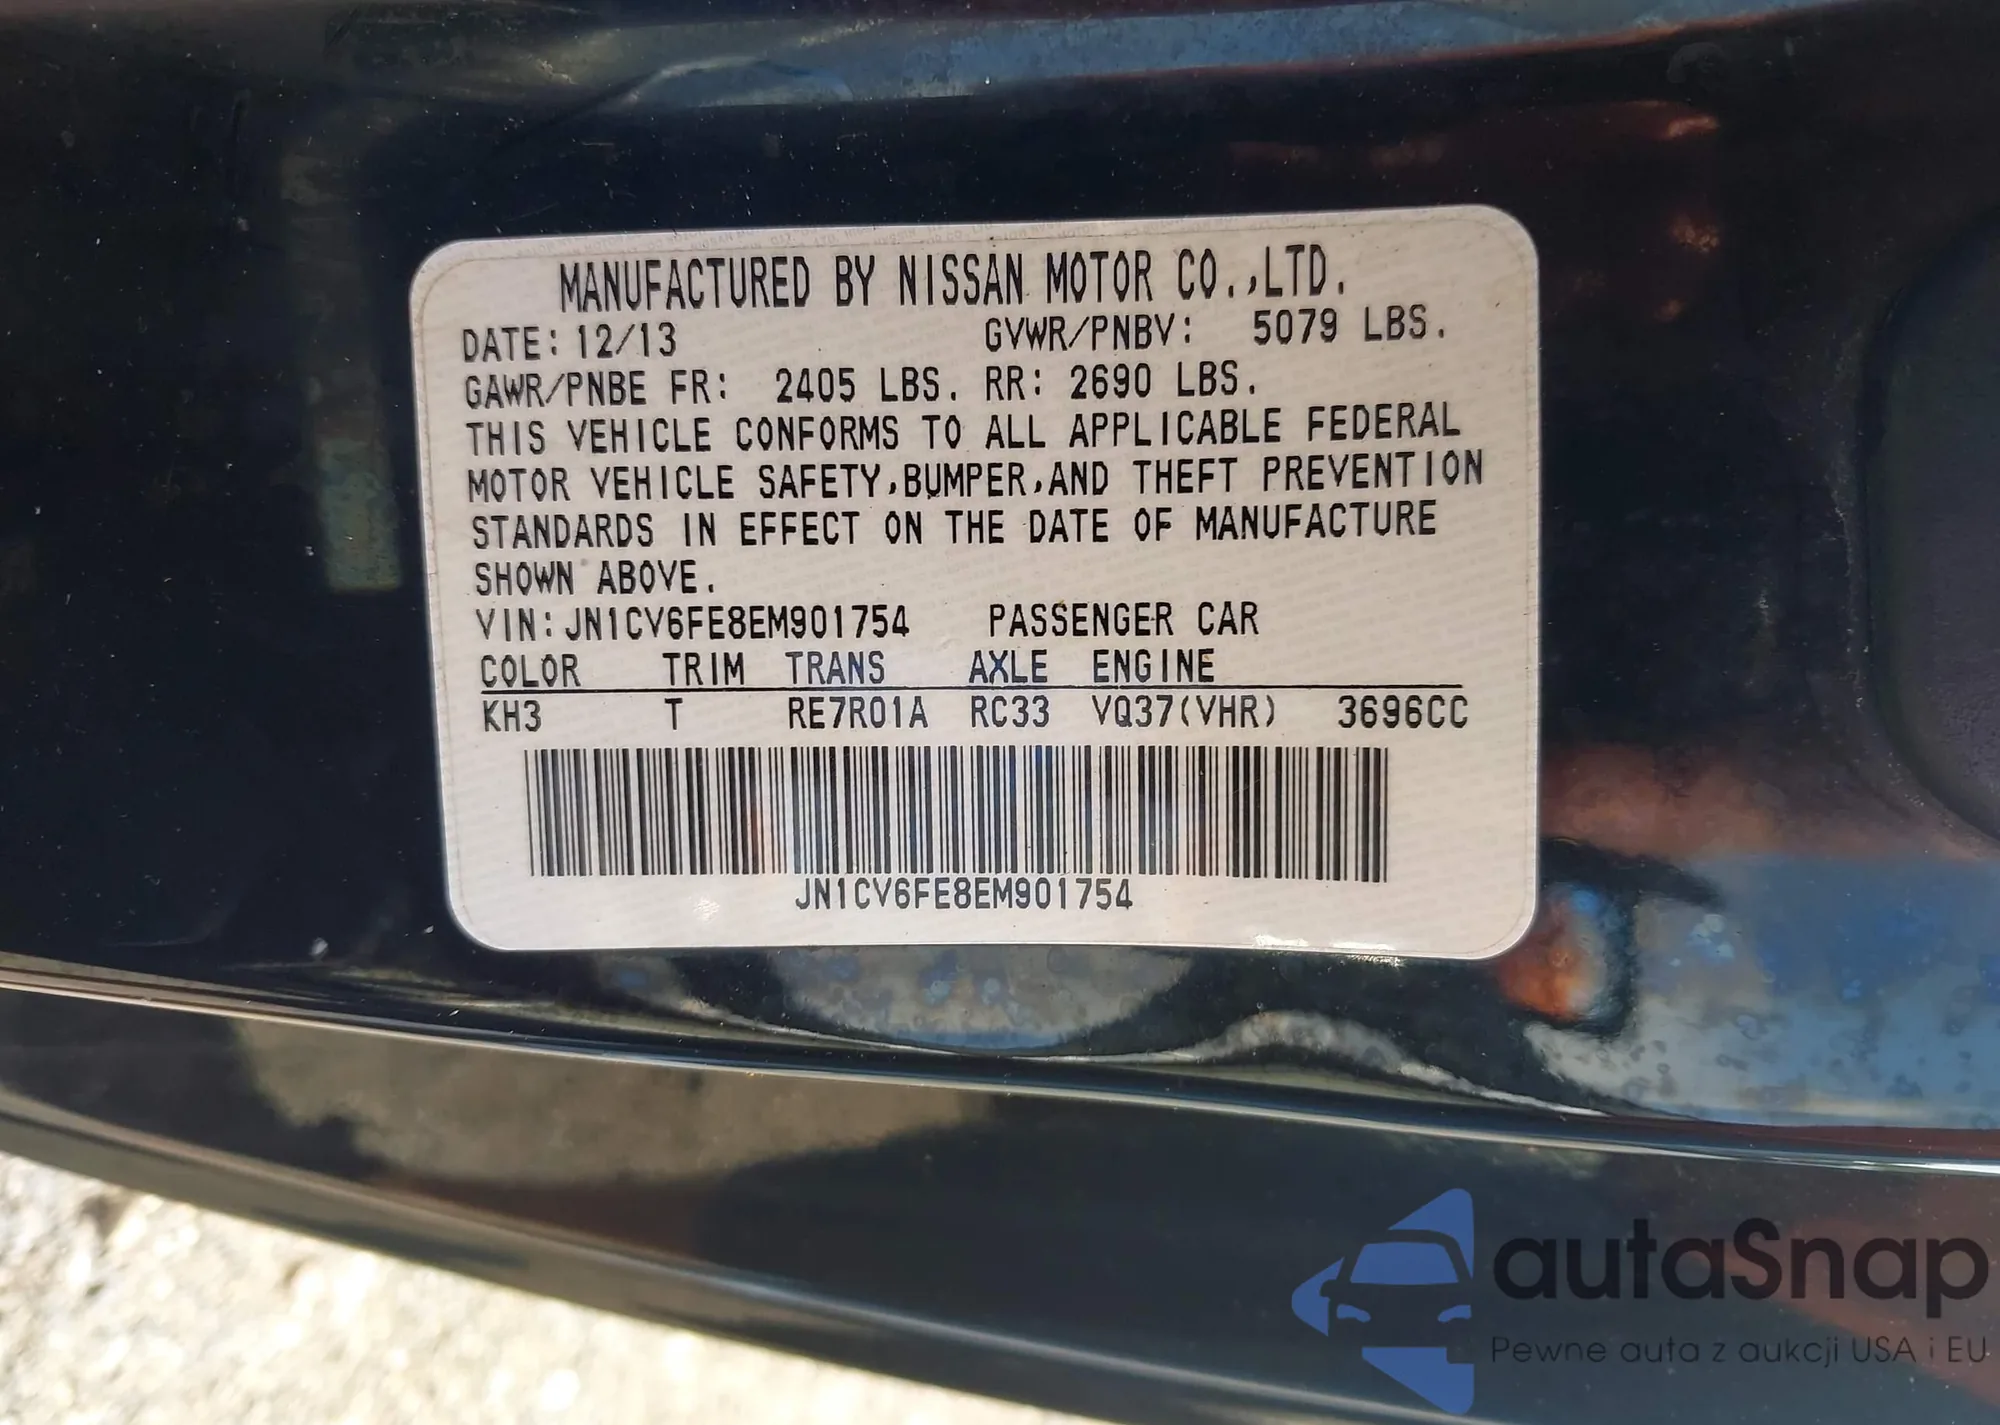 MANUFACTURED BY NISSAN MOTOR CO.,LTD.
DATE: 12/13 GVWR/PNBV: 5079 LBS.
GAWR/PNBE FR: 2405 LBS. RR: 2690 LBS.
THIS VEHICLE CONFORMS TO ALL APPLICABLE FEDERAL
MOTOR VEHICLE SAFETY,BUMPER,AND THEFT PREVENTION
STANDARDS IN EFFECT ON THE DATE OF MANUFACTURE
SHOWN ABOVE.
VIN: JN1CV6FE8EM901754 PASSENGER CAR
COLOR TRIM TRANS AXLE ENGINE
KH3 T RE7R01A RC33 VQ37(VHR) 3696CC
JN1CV6FE8EM901754
autaSnap
Pewne auta z aukcji USA i EU